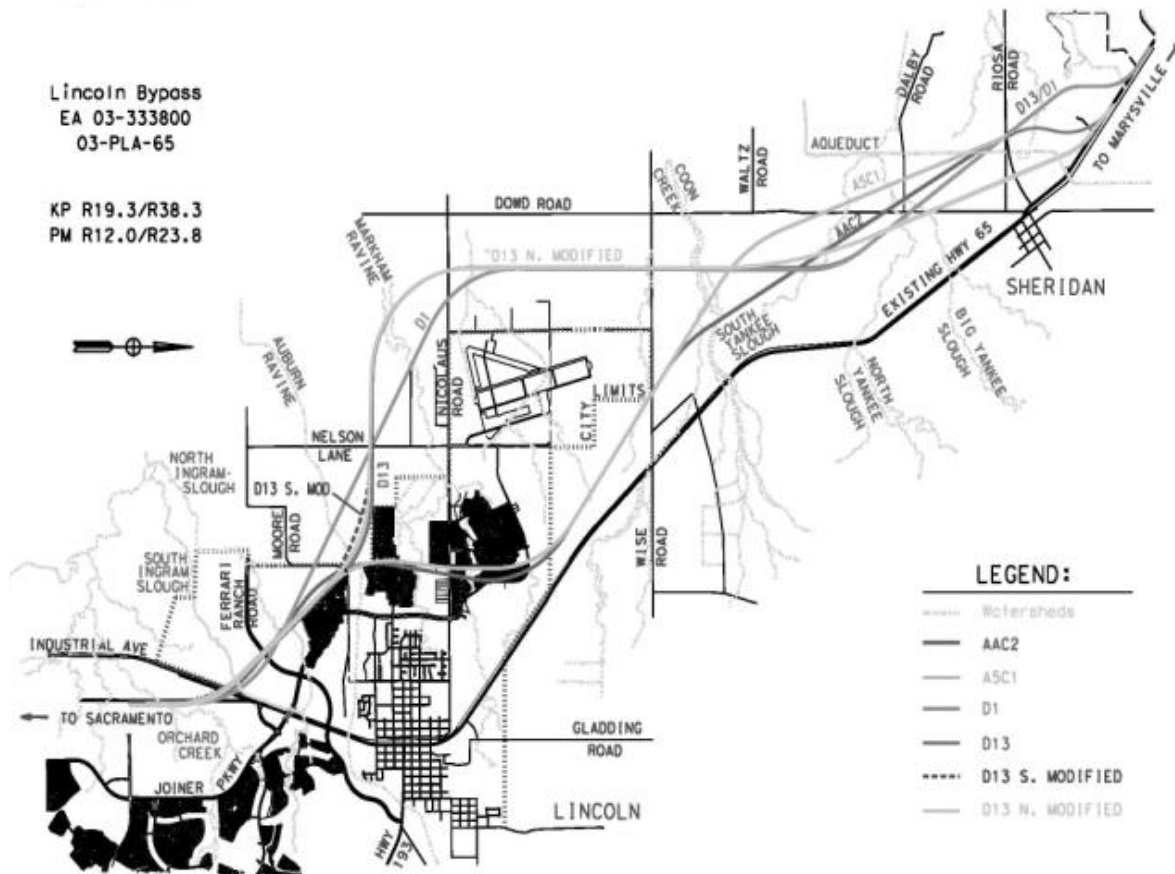 Lincoln Bypass
EA 03-333800
03-PLA-65
KP R19.3/R38.3
PM R12.0/R23.8
DALBY
ROAD
RIOSA
ROAD
D13/D1
TO MARYSVILLE
AQUEDUCT
WALTZ
ROAD
COON
CREEK
A5C1
DOWD ROAD
AAC2
MARKHAM
RAVINE
D13 N. MODIFIED
EXISTING HWY 65
SHERIDAN
D1
SOUTH
YANKEE
SLOUGH
BIG YANKEE
SLOUGH
NORTH
YANKEE
SLOUGH
AUBURN
RAVINE
NICOLAUS
ROAD
CITY
LIMITS
NELSON
LANE
NORTH
INGRAM-
SLOUGH
D13 S. MOD
D13
MOORE
ROAD
WISE
ROAD
SOUTH
INGRAM
SLOUGH
FERRARI
RANCH
ROAD
INDUSTRIAL AVE
TO SACRAMENTO
ORCHARD
CREEK
GLADDING
ROAD
JOINER
PKWY
LINCOLN
HWY
193
LEGEND:
Watersheds
AAC2
A5C1
D1
D13
D13 S. MODIFIED
D13 N. MODIFIED